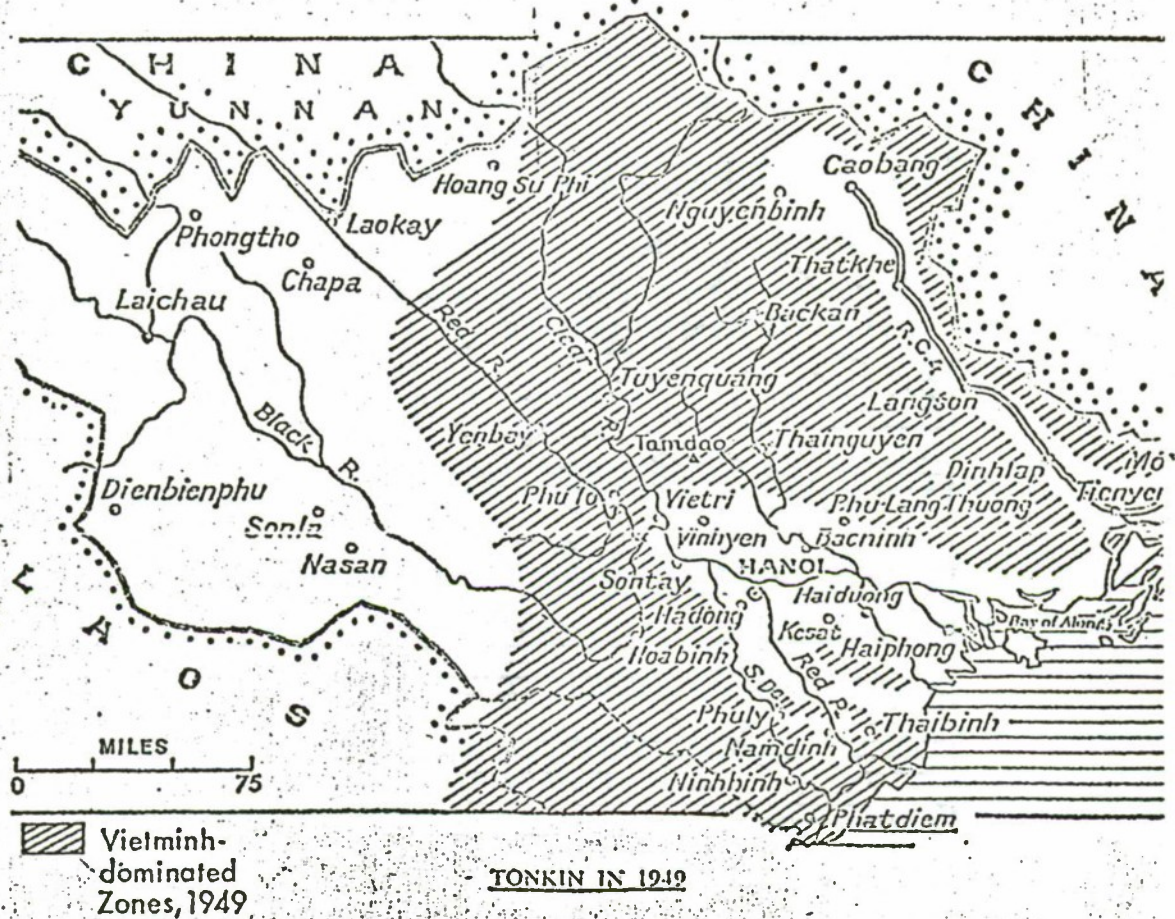 CHINA
YUNNAN
CHINA
Hoang Su Phi
Caobang
Nguyenbinh
Laokay
Phongtho
Chapa
Thatkhe
Laichau
Backan
Red R.
Clear R.
R.C.4.
Tuyenquang
Langson
Black R.
Yenbay
Tamdao
Thainguyen
Dinhlap
Dienbienphu
Phu To
Vietri
Phu-Lang Thuong
Sonla
Vinhyen
Bacninh
Nasan
HANOI
Sontay
Haiduong
Hadong
Kesat
Haiphong
Hoabinh
LAOS
Red R.
Phuly
Thaibinh
Namdinh
MILES
Ninhbinh
0 75
Phatdiem
Vietminh-
dominated
Zones, 1949
TONKIN IN 1949